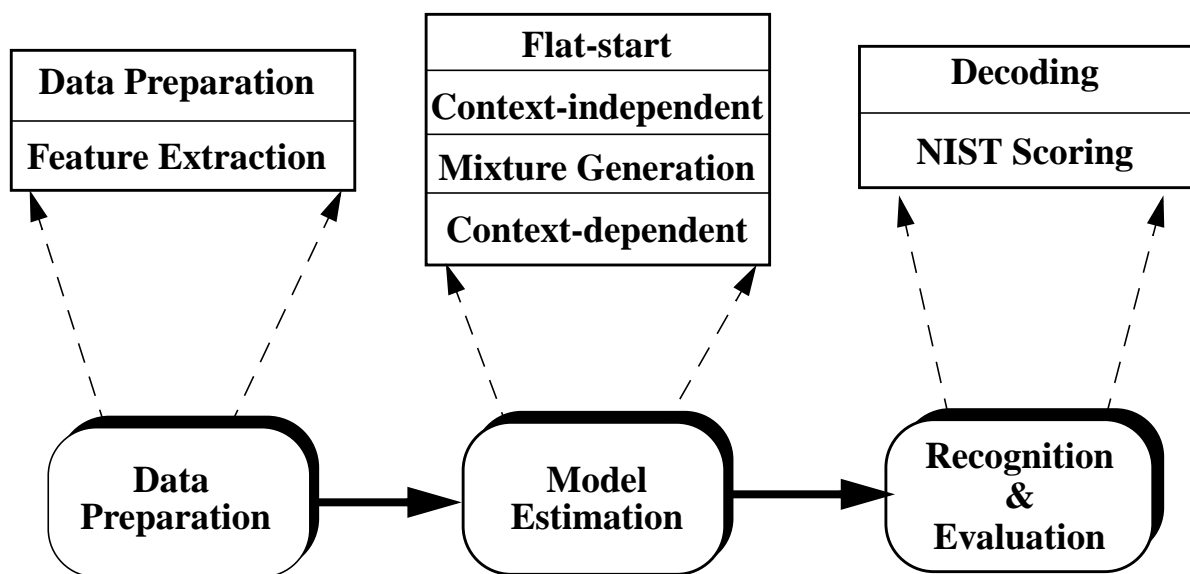 Data Preparation
Feature Extraction
Flat-start
Context-independent
Mixture Generation
Context-dependent
Decoding
NIST Scoring
Data
Preparation
Model
Estimation
Recognition
&
Evaluation